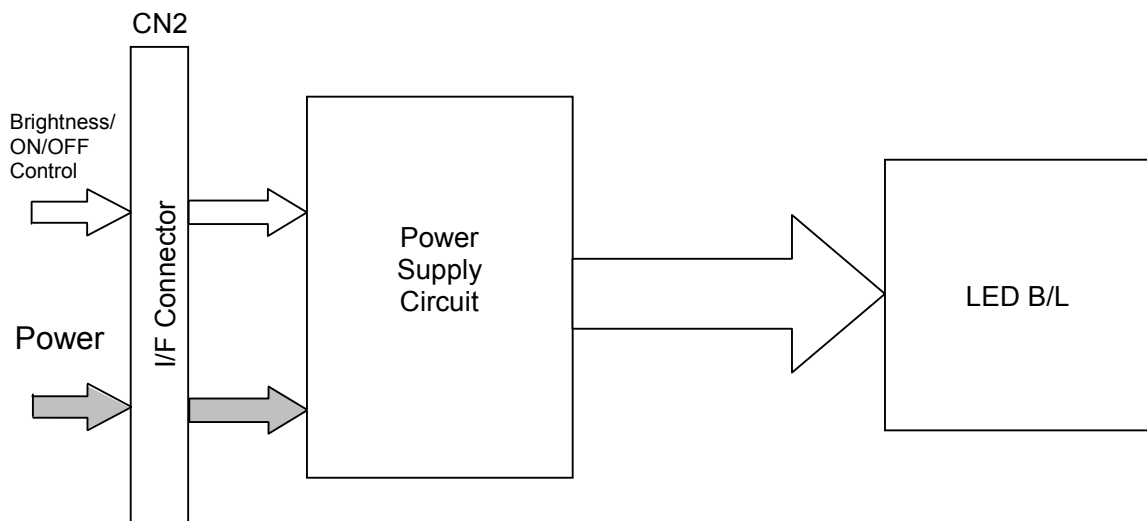 CN2
Brightness/
ON/OFF
Control
Power
I/F Connector
Power
Supply
Circuit
LED B/L